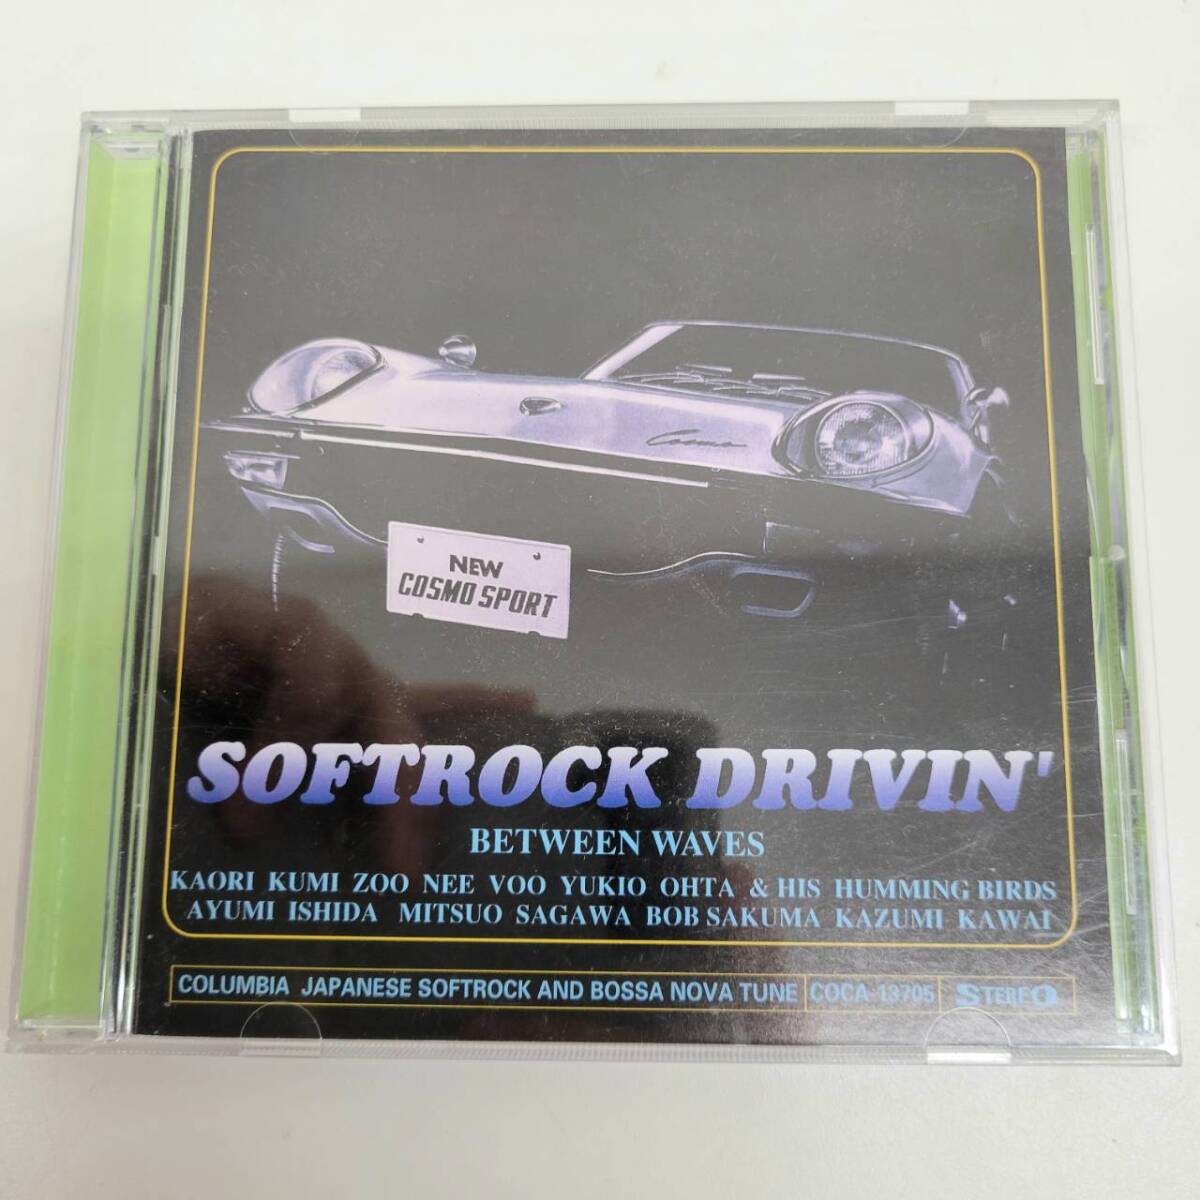 Cosmo
NEW
COSMO SPORT
SOFTROCK DRIVIN'
BETWEEN WAVES
KAORI KUMI ZOO NEE VOO YUKIO OHTA & HIS HUMMING BIRDS
AYUMI ISHIDA MITSUO SAGAWA BOB SAKUMA KAZUMI KAWAI
COLUMBIA JAPANESE SOFTROCK AND BOSSA NOVA TUNE COCA-13705 STEREO